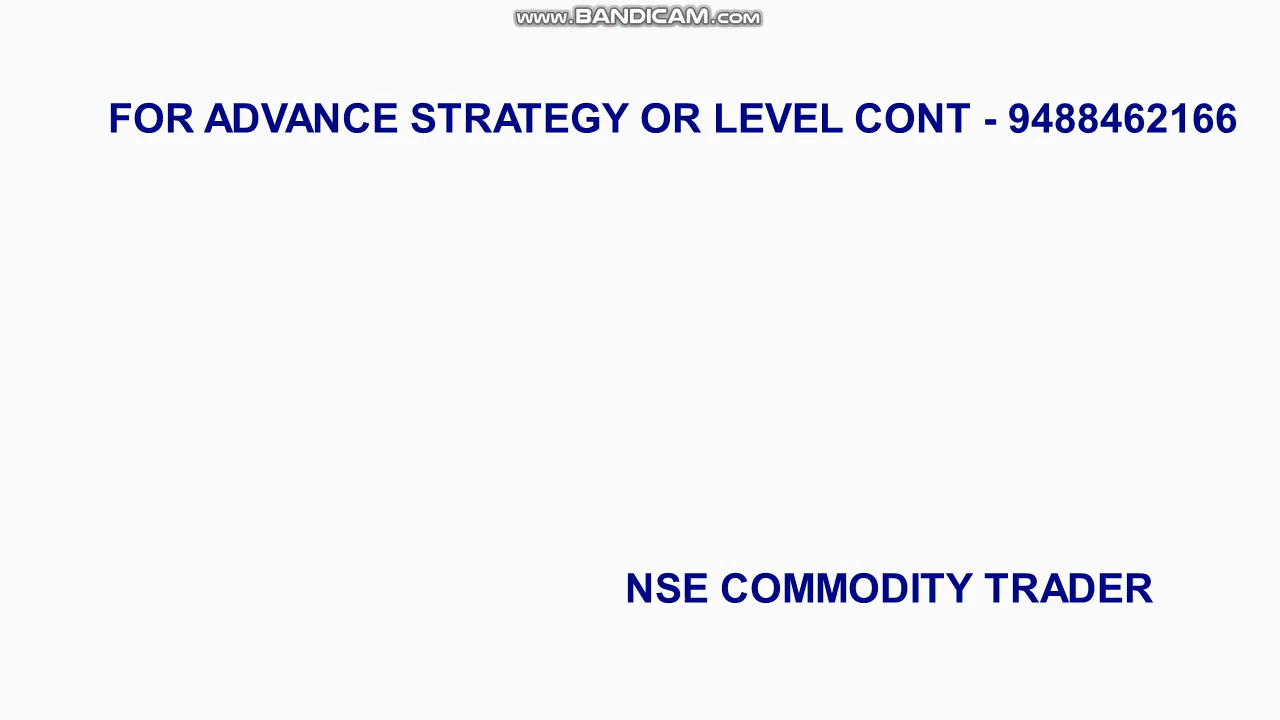 www.BANDICAM.com
FOR ADVANCE STRATEGY OR LEVEL CONT - 9488462166
NSE COMMODITY TRADER